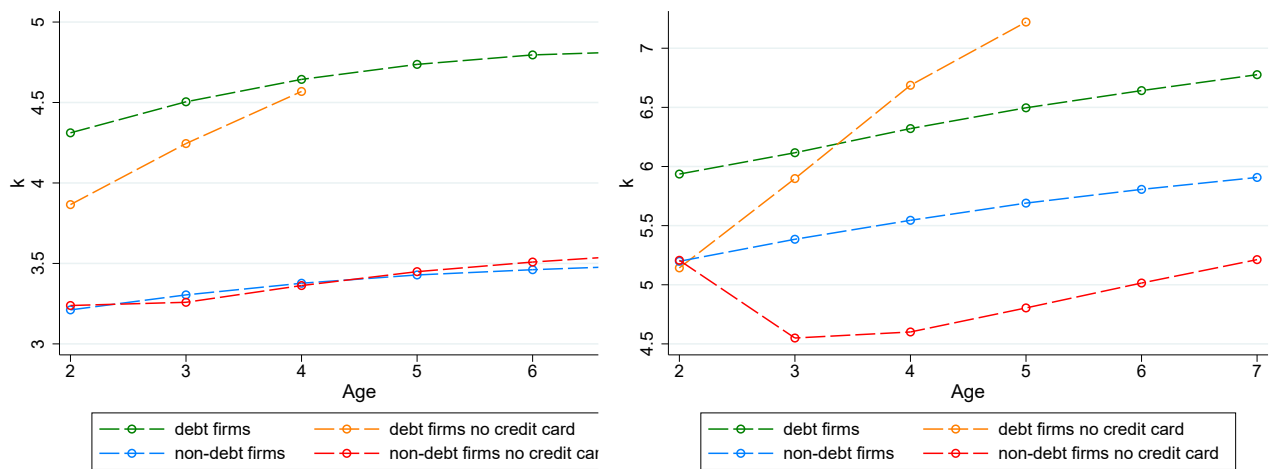 5
4.5
4
3.5
3
k
2
3
4
5
6
Age
debt firms
debt firms no credit card
non-debt firms
non-debt firms no credit car
7
6.5
6
5.5
5
4.5
k
2
3
4
5
6
7
Age
debt firms
debt firms no credit card
non-debt firms
non-debt firms no credit card